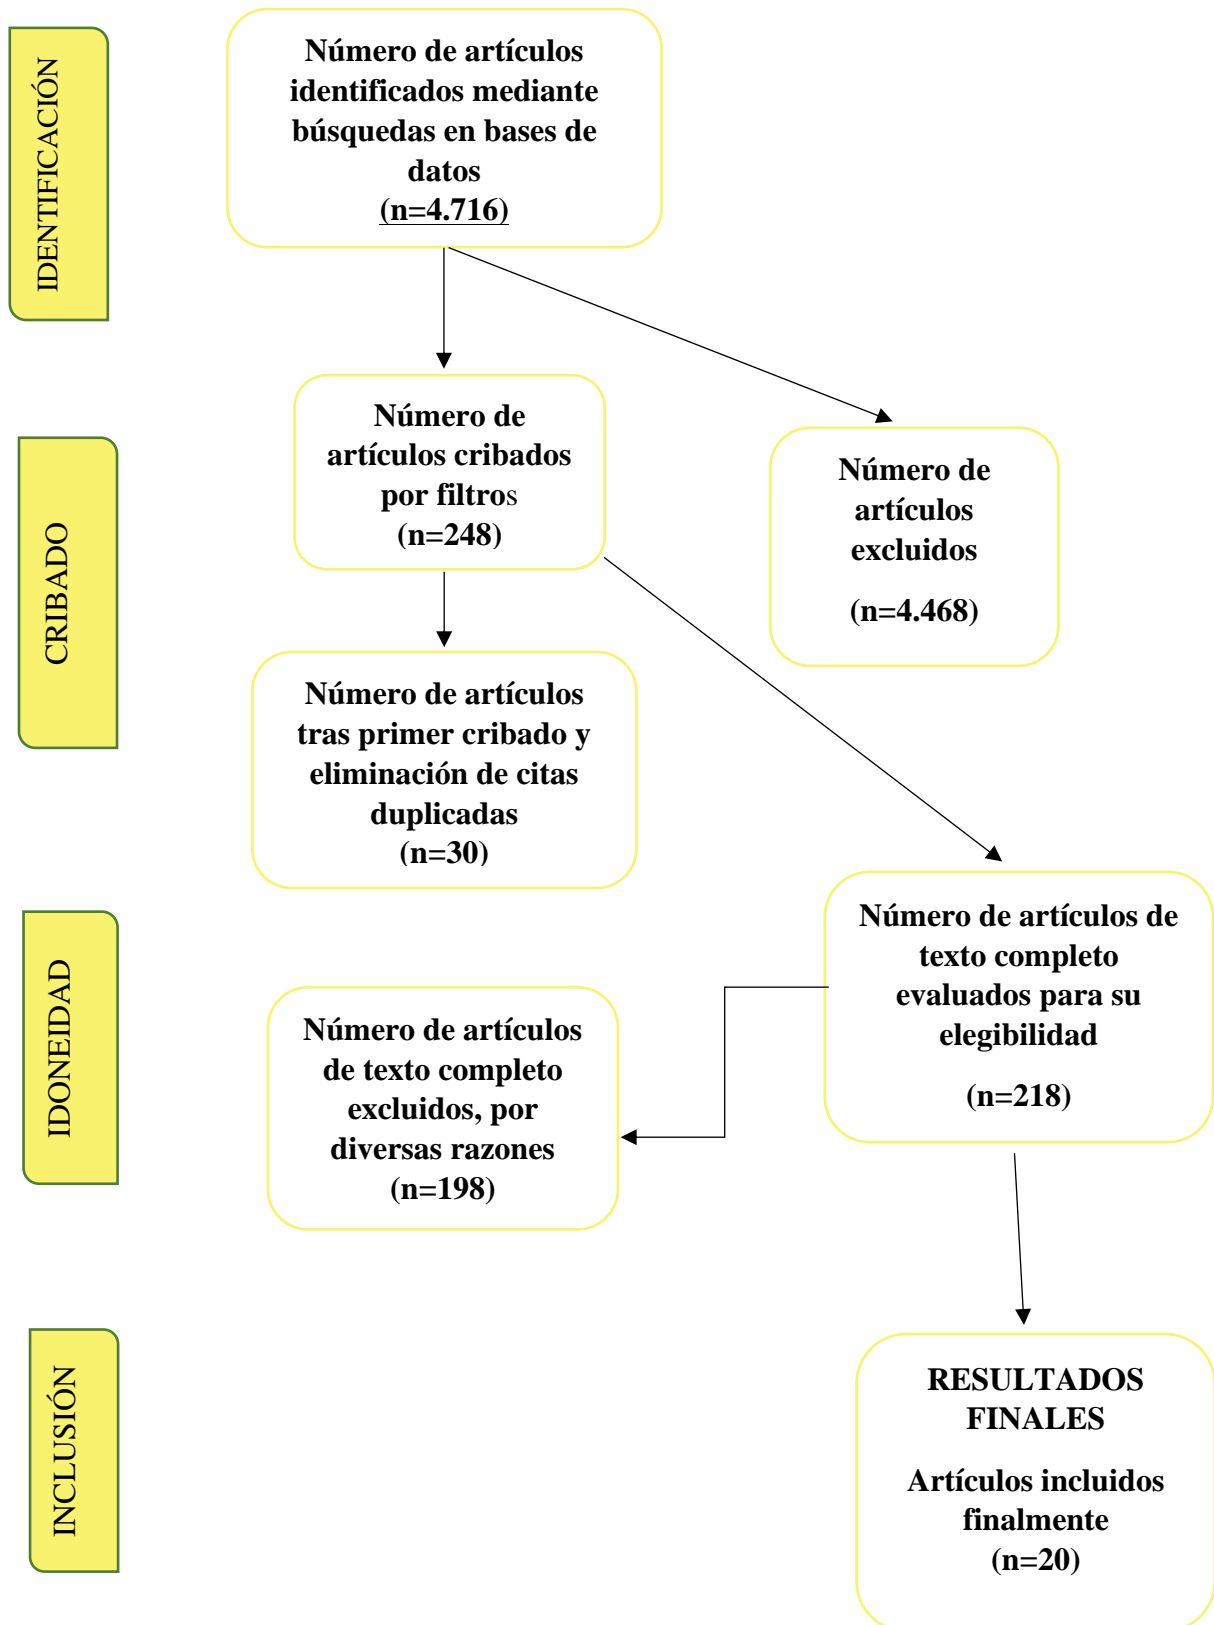 IDENTIFICACIÓN
Número de artículos
identificados mediante
búsquedas en bases de
datos
(n=4.716)
CRIBADO
Número de
artículos cribados
por filtros
(n=248)
Número de
artículos
excluidos
(n=4.468)
Número de artículos
tras primer cribado y
eliminación de citas
duplicadas
(n=30)
IDONEIDAD
Número de artículos de
texto completo
evaluados para su
elegibilidad
(n=218)
Número de artículos
de texto completo
excluidos, por
diversas razones
(n=198)
INCLUSIÓN
RESULTADOS
FINALES
Artículos incluidos
finalmente
(n=20)